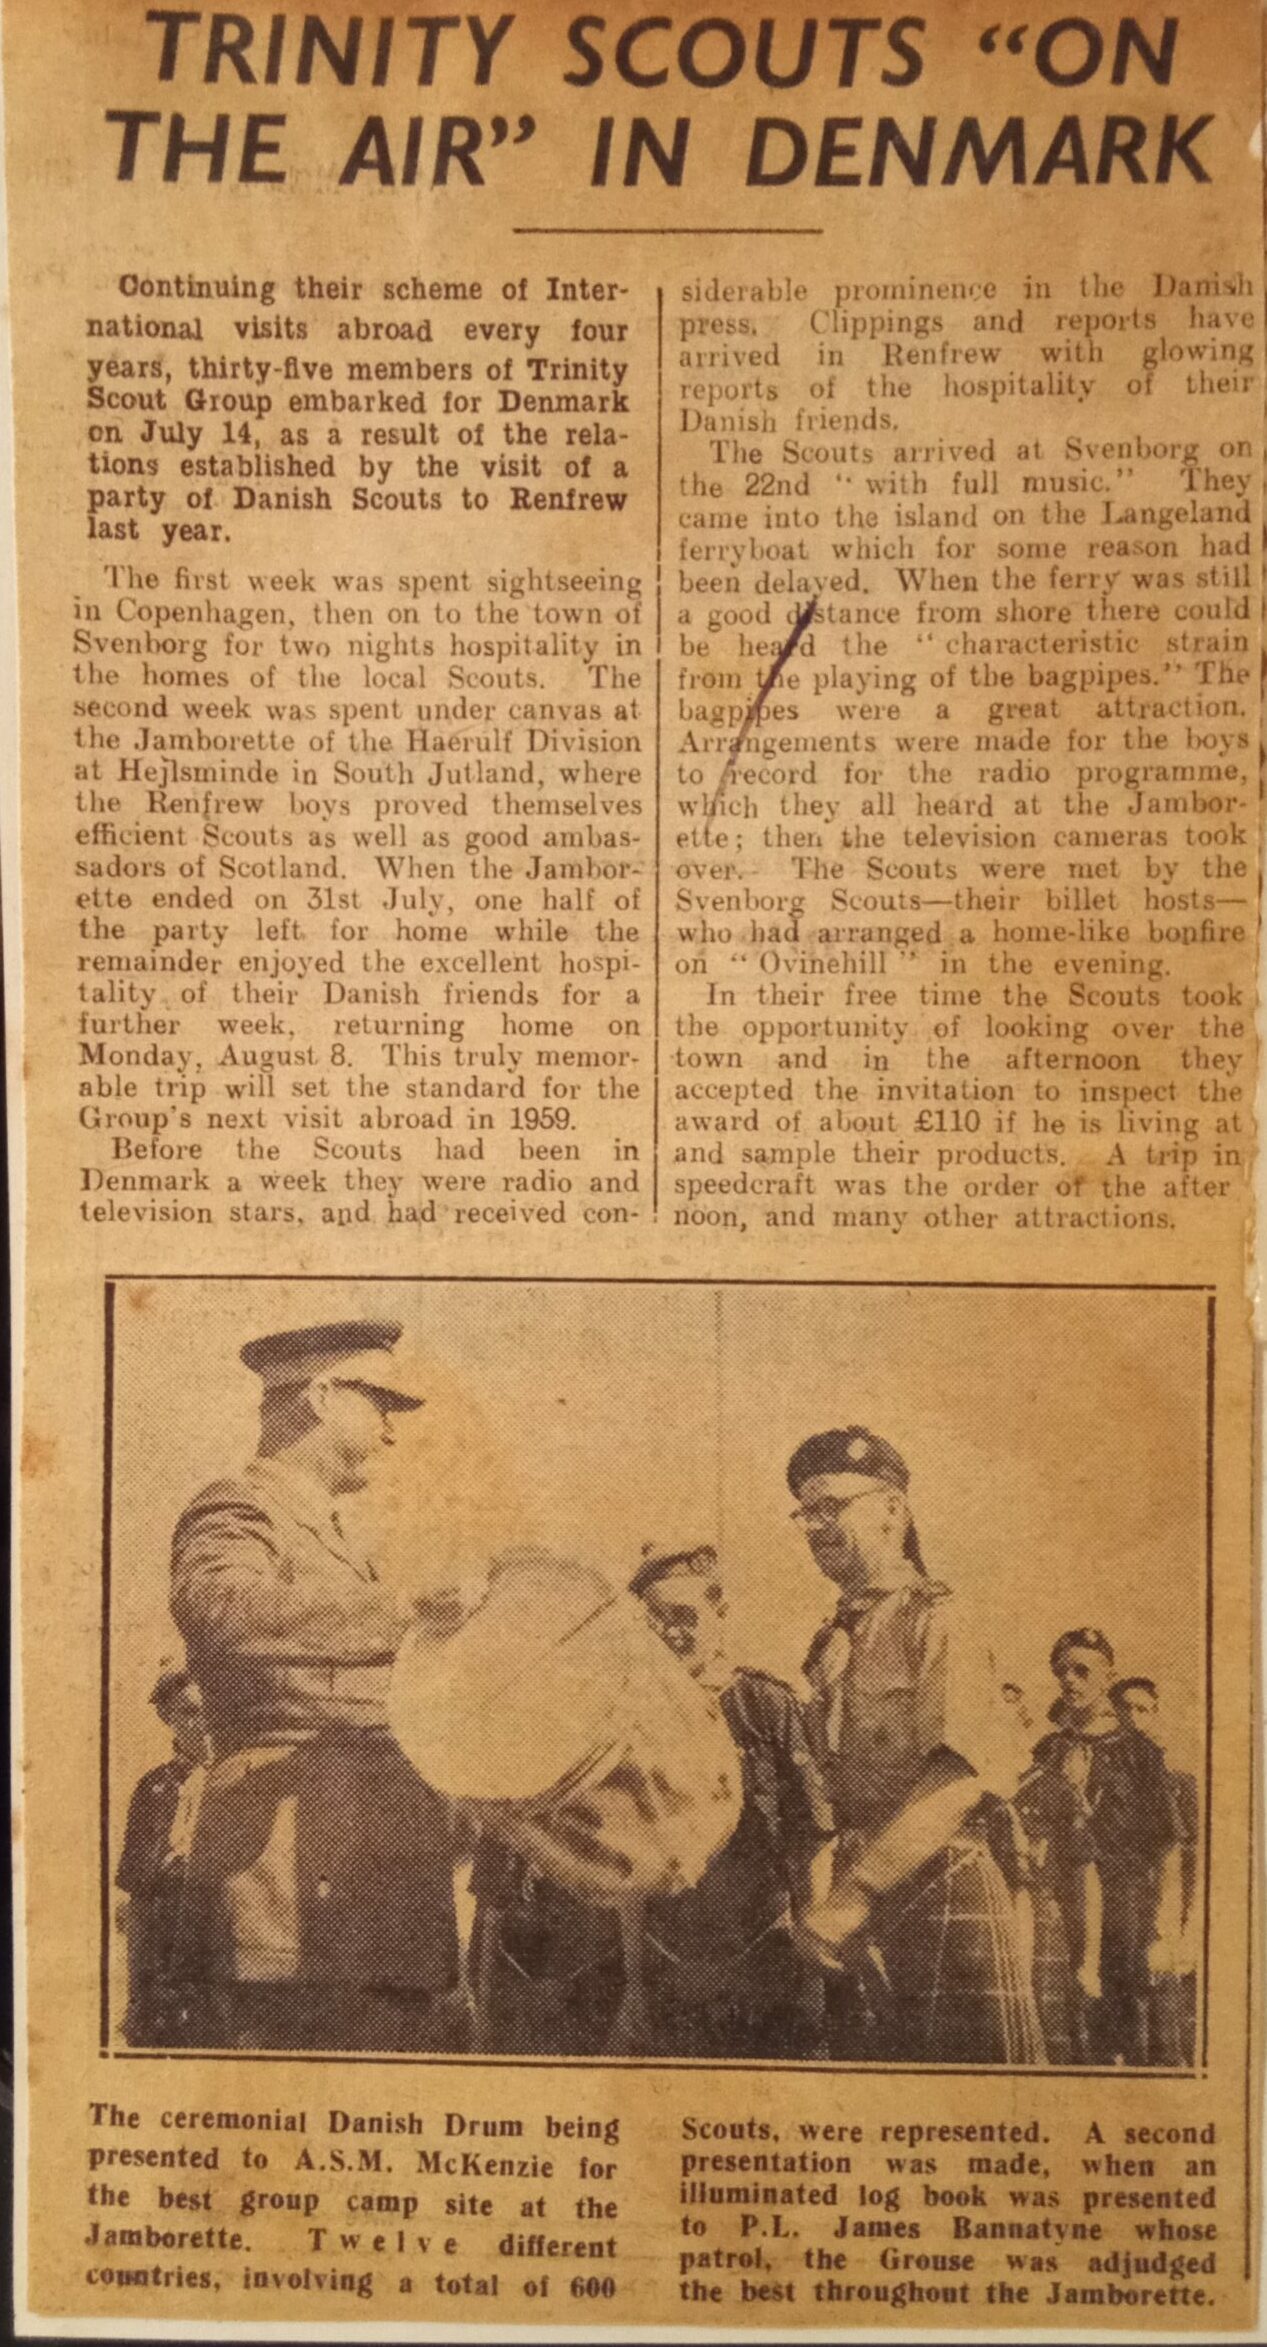 TRINITY SCOUTS “ON
THE AIR” IN DENMARK
Continuing their scheme of Inter-
national visits abroad every four
years, thirty-five members of Trinity
Scout Group embarked for Denmark
on July 14, as a result of the rela-
tions established by the visit of a
party of Danish Scouts to Renfrew
last year.
The first week was spent sightseeing
in Copenhagen, then on to the town of
Svenborg for two nights hospitality in
the homes of the local Scouts. The
second week was spent under canvas at
the Jamborette of the Haerulf Division
at Hejlsminde in South Jutland, where
the Renfrew boys proved themselves
efficient Scouts as well as good ambas-
sadors of Scotland. When the Jambor-
ette ended on 31st July, one half of
the party left for home while the
remainder enjoyed the excellent hospi-
tality of their Danish friends for a
further week, returning home on
Monday, August 8. This truly memor-
able trip will set the standard for the
Group's next visit abroad in 1959.
Before the Scouts had been in
Denmark a week they were radio and
television stars, and had received con-
siderable prominence in the Danish
press. Clippings and reports have
arrived in Renfrew with glowing
reports of the hospitality of their
Danish friends.
The Scouts arrived at Svenborg on
the 22nd “ with full music.” They
came into the island on the Langeland
ferryboat which for some reason had
been delayed. When the ferry was still
a good distance from shore there could
be heard the “ characteristic strain
from the playing of the bagpipes.” The
bagpipes were a great attraction.
Arrangements were made for the boys
to record for the radio programme,
which they all heard at the Jambor-
ette; then the television cameras took
over. The Scouts were met by the
Svenborg Scouts—their billet hosts—
who had arranged a home-like bonfire
on “ Ovinehill ” in the evening.
In their free time the Scouts took
the opportunity of looking over the
town and in the afternoon they
accepted the invitation to inspect the
award of about £110 if he is living at
and sample their products. A trip in
speedcraft was the order of the after
noon, and many other attractions.
The ceremonial Danish Drum being
presented to A.S.M. McKenzie for
the best group camp site at the
Jamborette. Twelve different
countries, involving a total of 600
Scouts, were represented. A second
presentation was made, when an
illuminated log book was presented
to P.L. James Bannatyne whose
patrol, the Grouse was adjudged
the best throughout the Jamborette.